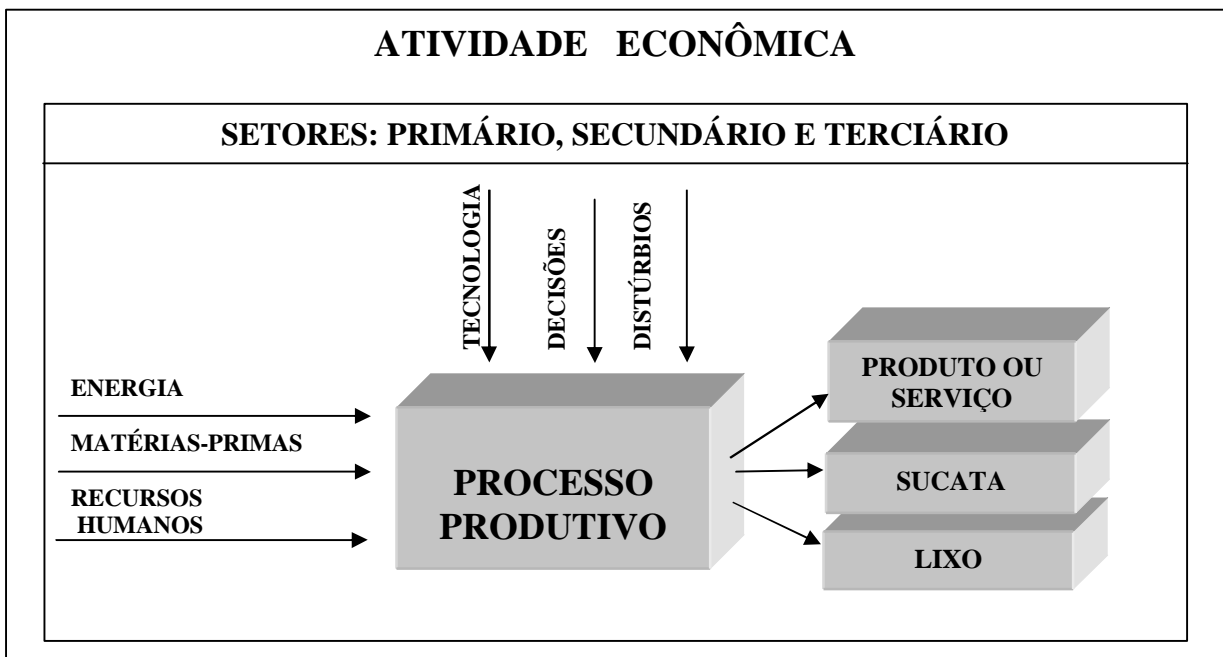 ATIVIDADE ECONÔMICA
SETORES: PRIMÁRIO, SECUNDÁRIO E TERCIÁRIO
TECNOLOGIA
DECISÕES
DISTÚRBIOS
ENERGIA
MATÉRIAS-PRIMAS
RECURSOS
HUMANOS
PROCESSO
PRODUTIVO
PRODUTO OU
SERVIÇO
SUCATA
LIXO